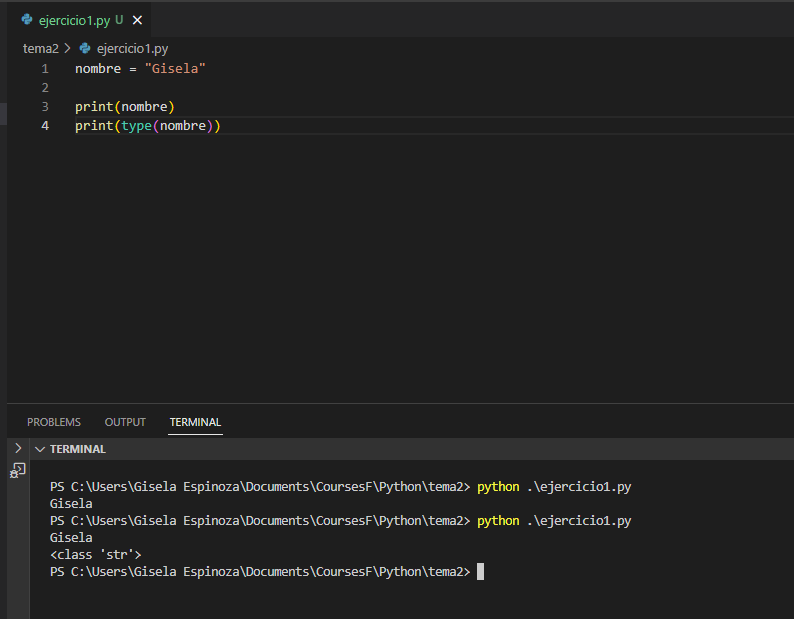 ejercicio1.py U
tema2 > ejercicio1.py
1 nombre = "Gisela"
2
3 print(nombre)
4 print(type(nombre))
PROBLEMS OUTPUT TERMINAL
TERMINAL
PS C:\Users\Gisela Espinoza\Documents\CoursesF\Python\tema2> python .\ejercicio1.py
Gisela
PS C:\Users\Gisela Espinoza\Documents\CoursesF\Python\tema2> python .\ejercicio1.py
Gisela
<class 'str'>
PS C:\Users\Gisela Espinoza\Documents\CoursesF\Python\tema2>